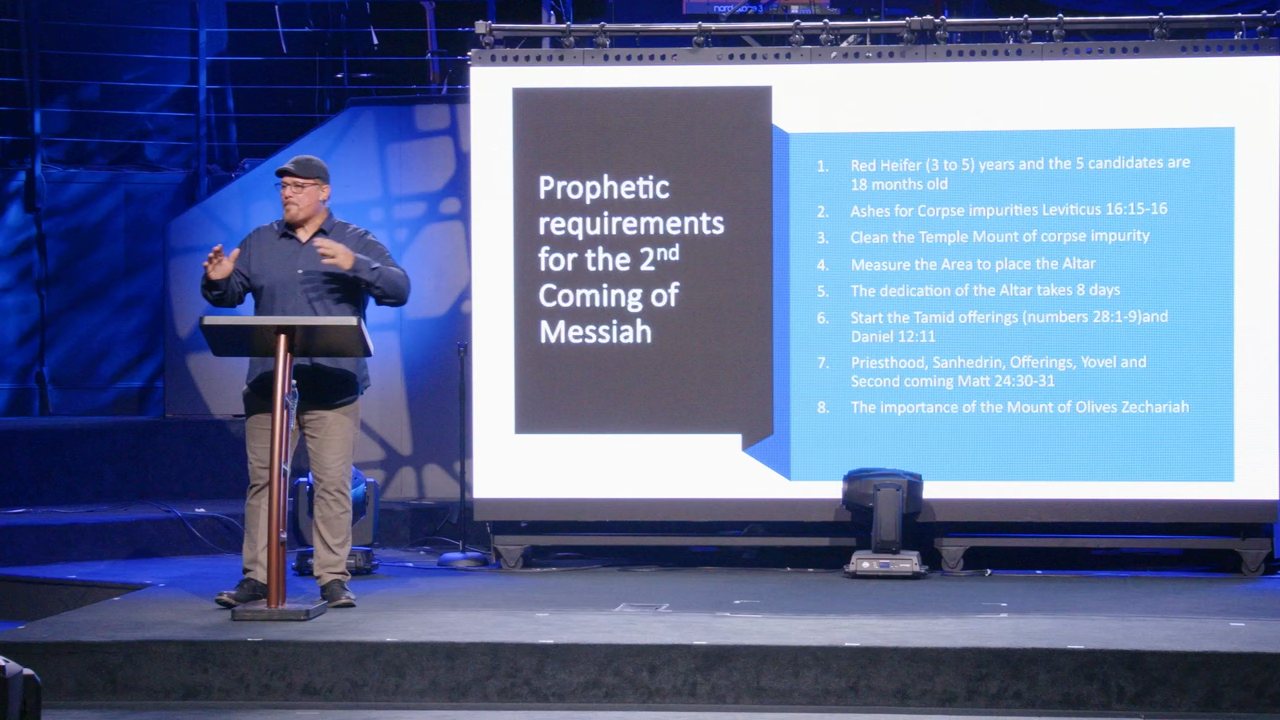 Prophetic
requirements
for the 2nd
Coming of
Messiah
1. Red Heifer (3 to 5) years and the 5 candidates are
18 months old
2. Ashes for Corpse impurities Leviticus 16:15-16
3. Clean the Temple Mount of corpse impurity
4. Measure the Area to place the Altar
5. The dedication of the Altar takes 8 days
6. Start the Tamid offerings (numbers 28:1-9)and
Daniel 12:11
7. Priesthood, Sanhedrin, Offerings, Yovel and
Second coming Matt 24:30-31
8. The importance of the Mount of Olives Zechariah